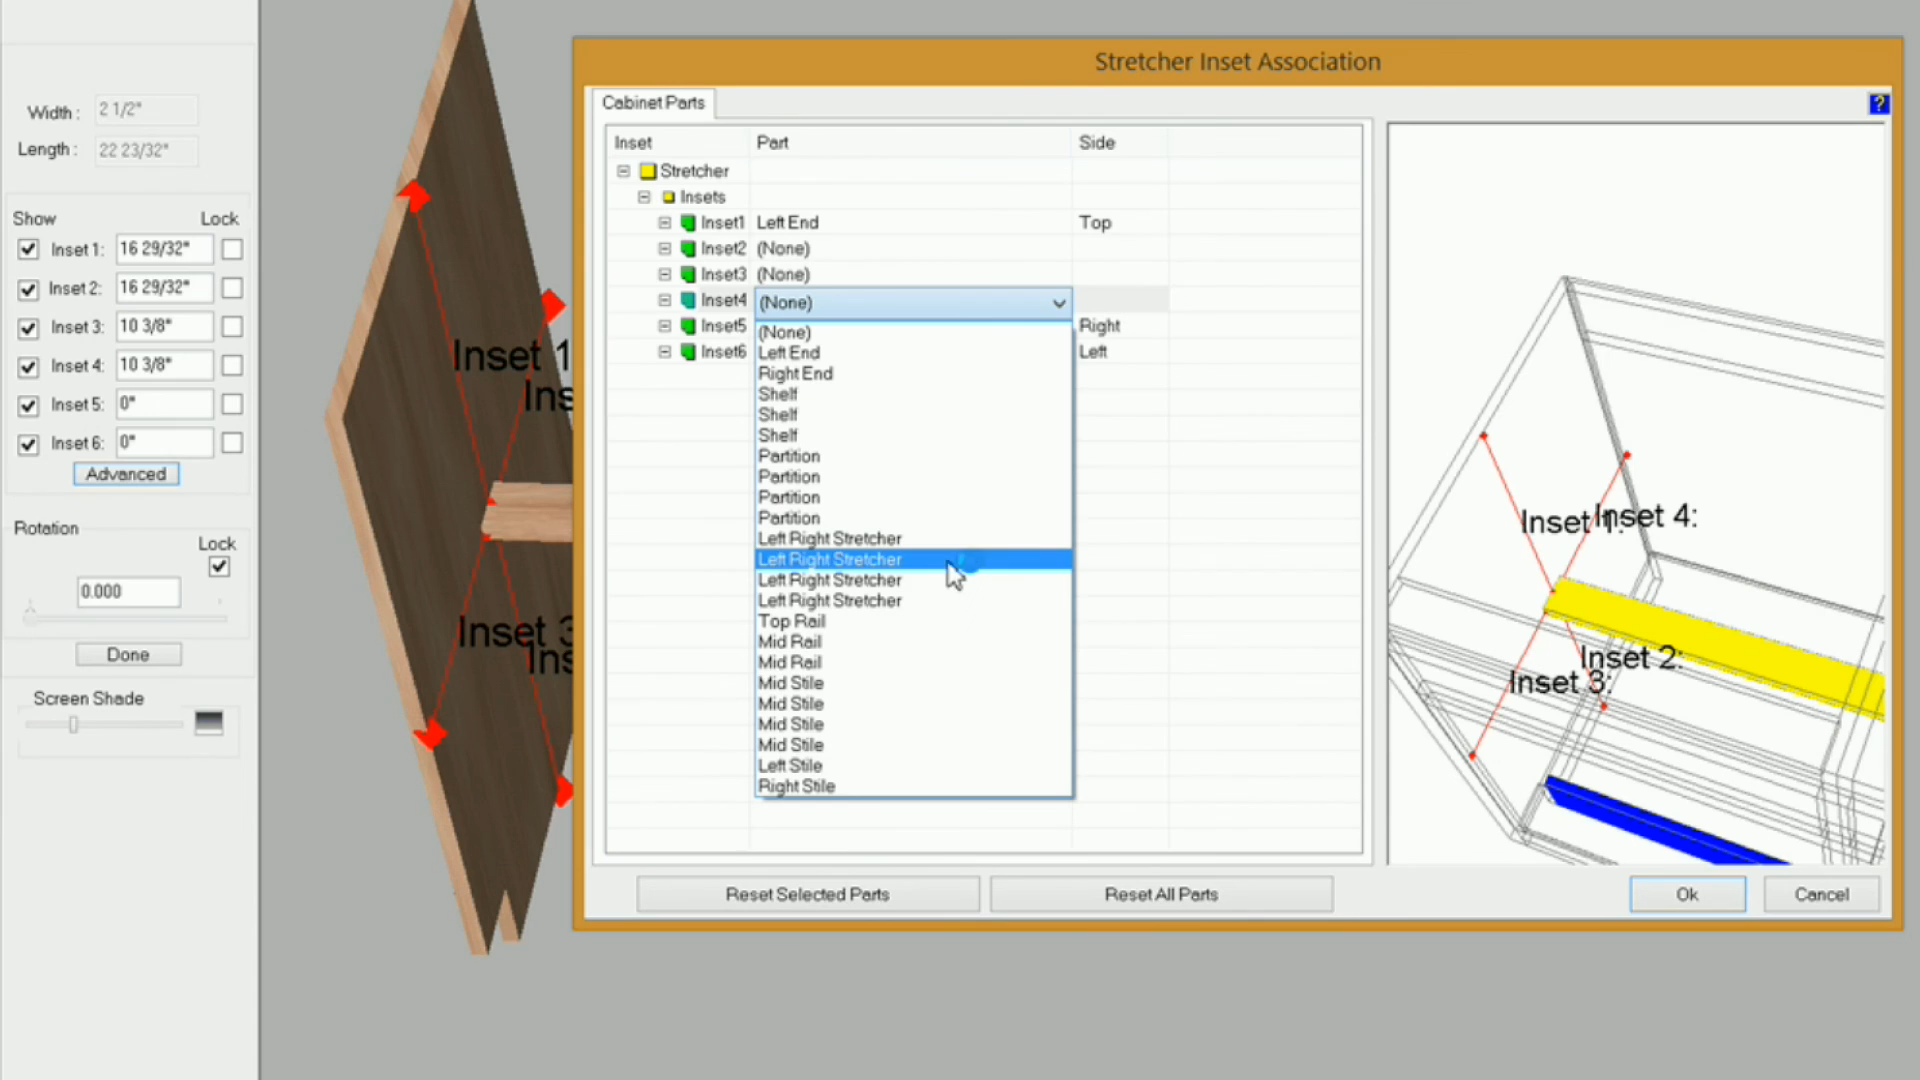 Width : 2 1/2"
Length : 22 23/32"
Show Lock
Inset 1: 16 29/32"
Inset 2: 16 29/32"
Inset 3: 10 3/8"
Inset 4: 10 3/8"
Inset 5: 0"
Inset 6: 0"
Advanced
Rotation
Lock
0.000
Done
Screen Shade
Inset 1
Ins
Inset 3
Ins
Stretcher Inset Association
Cabinet Parts
?
Inset Part Side
Stretcher
Insets
Inset1 Left End Top
Inset2 (None)
Inset3 (None)
Inset4 (None)
Inset5 Right
Inset6 Left
(None)
Left End
Right End
Shelf
Shelf
Shelf
Partition
Partition
Partition
Partition
Left Right Stretcher
Left Right Stretcher
Left Right Stretcher
Left Right Stretcher
Top Rail
Mid Rail
Mid Rail
Mid Stile
Mid Stile
Mid Stile
Mid Stile
Left Stile
Right Stile
Inset 1:
Inset 4:
Inset 2:
Inset 3:
Reset Selected Parts
Reset All Parts
Ok
Cancel